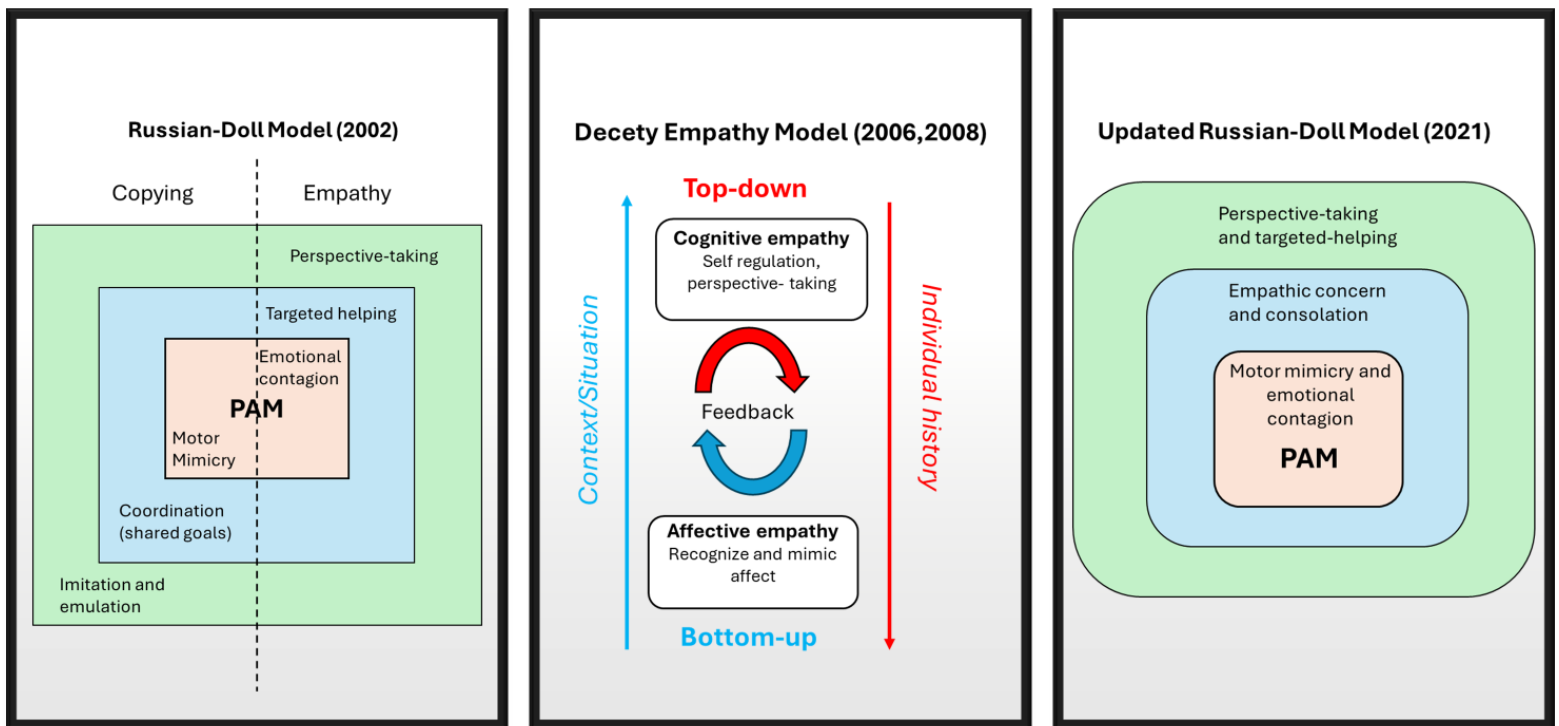 Russian-Doll Model (2002)
Copying
Empathy
Perspective-taking
Targeted helping
Emotional
contagion
PAM
Motor
Mimicry
Coordination
(shared goals)
Imitation and
emulation
Decety Empathy Model (2006,2008)
Top-down
Cognitive empathy
Self regulation,
perspective- taking
Context/Situation
Feedback
Individual history
Affective empathy
Recognize and mimic
affect
Bottom-up
Updated Russian-Doll Model (2021)
Perspective-taking
and targeted-helping
Empathic concern
and consolation
Motor mimicry and
emotional
contagion
PAM